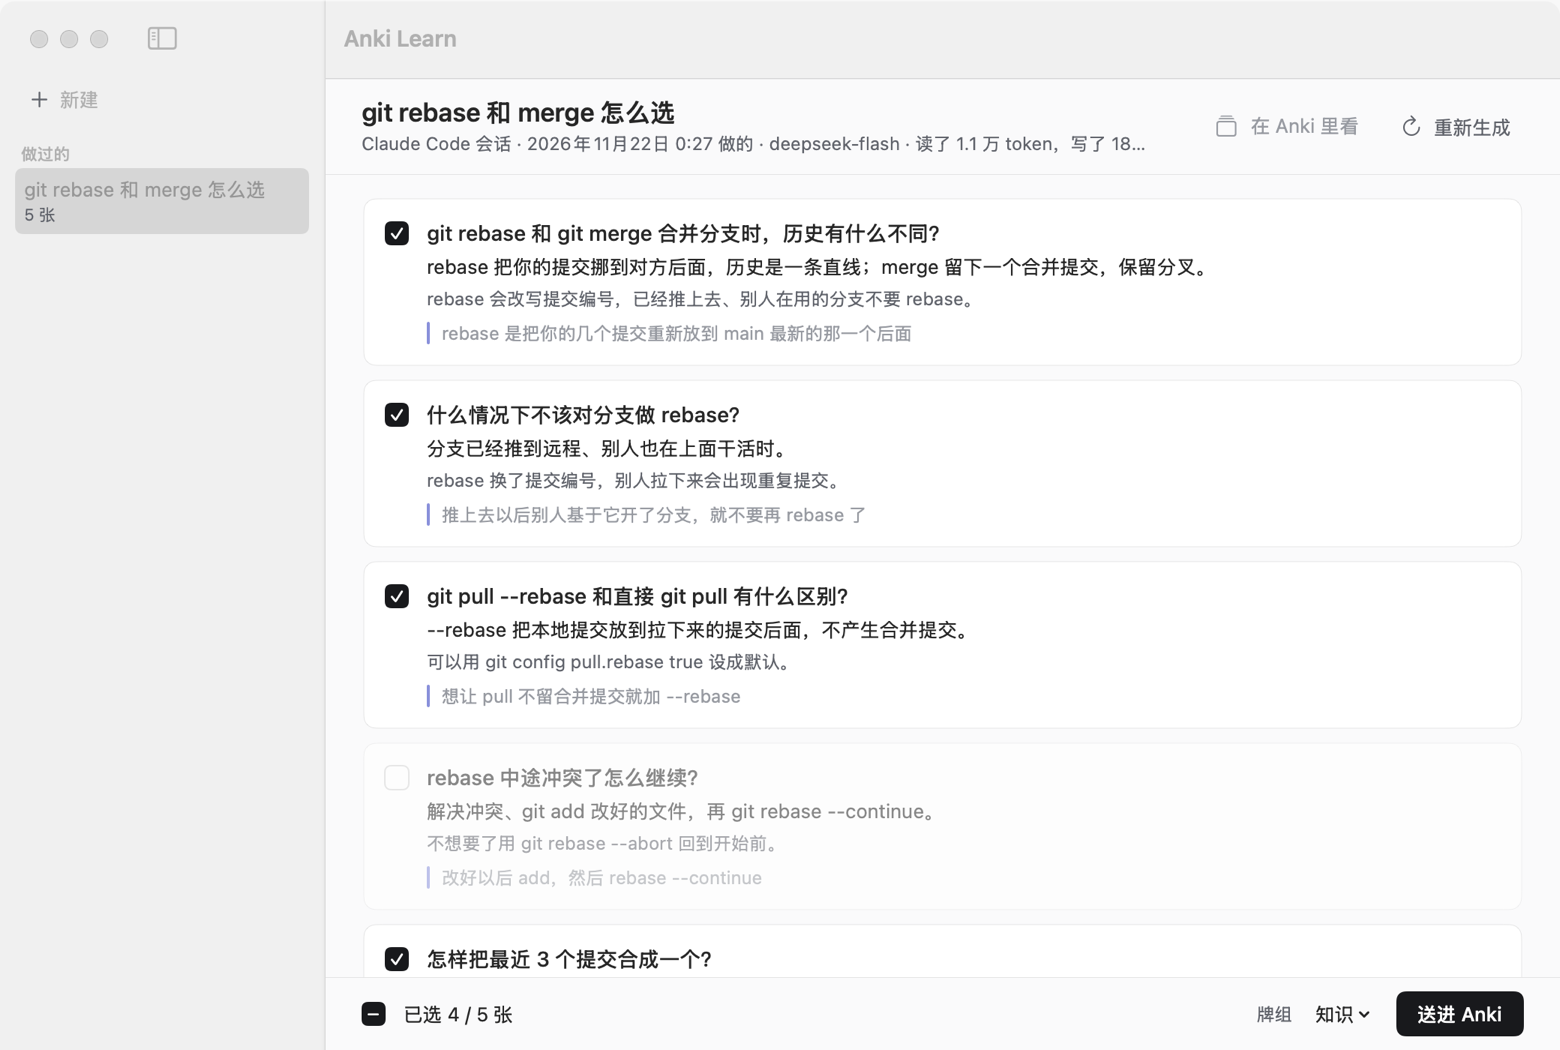 Anki Learn
新建
做过的
git rebase 和 merge 怎么选
5 张
git rebase 和 merge 怎么选
Claude Code 会话 · 2026年11月22日 0:27 做的 · deepseek-flash · 读了 1.1 万 token，写了 18...
在 Anki 里看
重新生成
git rebase 和 git merge 合并分支时，历史有什么不同？
rebase 把你的提交挪到对方后面，历史是一条直线；merge 留下一个合并提交，保留分叉。
rebase 会改写提交编号，已经推上去、别人在用的分支不要 rebase。
rebase 是把你的几个提交重新放到 main 最新的那一个后面
什么情况下不该对分支做 rebase？
分支已经推到远程、别人也在上面干活时。
rebase 换了提交编号，别人拉下来会出现重复提交。
推上去以后别人基于它开了分支，就不要再 rebase 了
git pull --rebase 和直接 git pull 有什么区别？
--rebase 把本地提交放到拉下来的提交后面，不产生合并提交。
可以用 git config pull.rebase true 设成默认。
想让 pull 不留合并提交就加 --rebase
rebase 中途冲突了怎么继续？
解决冲突、git add 改好的文件，再 git rebase --continue。
不想要了用 git rebase --abort 回到开始前。
改好以后 add，然后 rebase --continue
怎样把最近 3 个提交合成一个？
已选 4 / 5 张
牌组
知识
送进 Anki